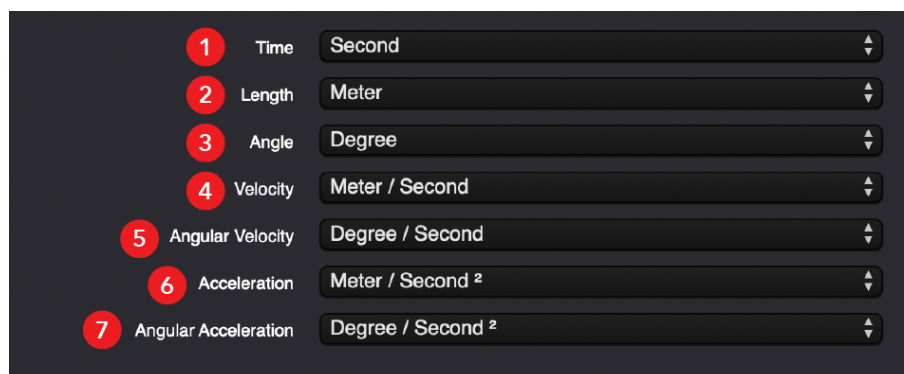 1 Time Second
2 Length Meter
3 Angle Degree
4 Velocity Meter / Second
5 Angular Velocity Degree / Second
6 Acceleration Meter / Second ²
7 Angular Acceleration Degree / Second ²